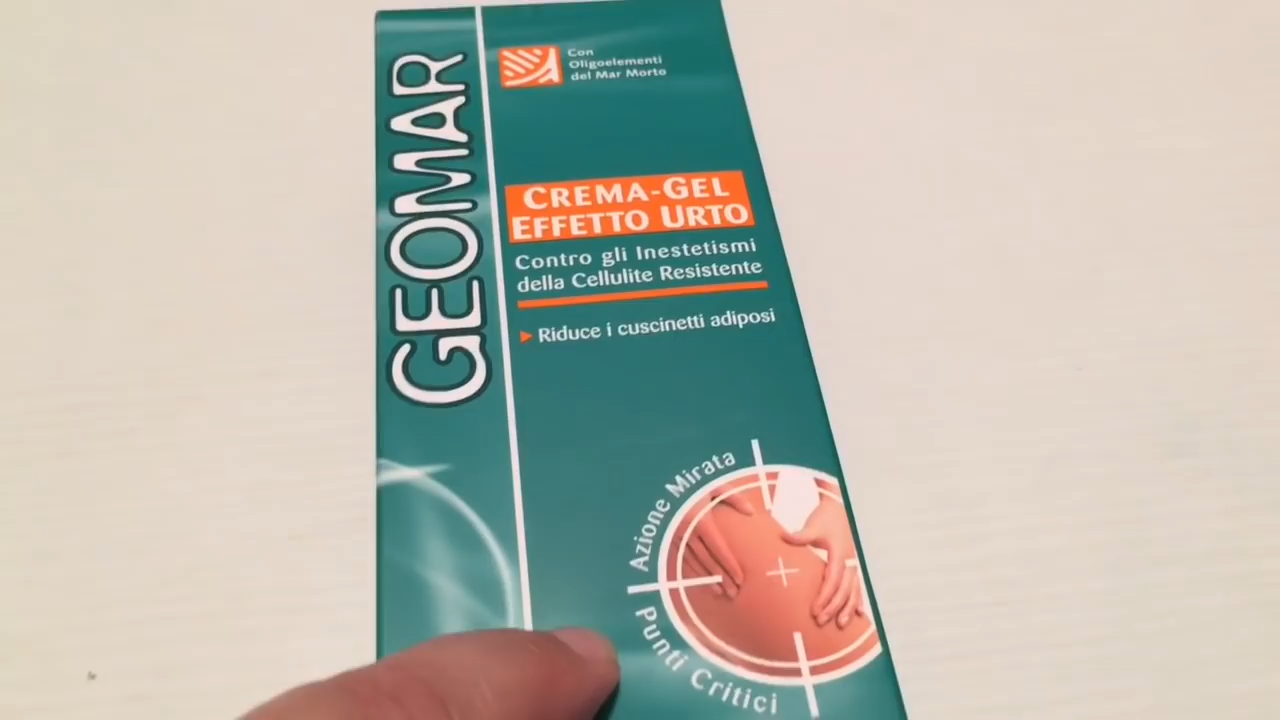 GEOMAR
Con
Oligoelementi
del Mar Morto
CREMA-GEL
EFFETTO URTO
Contro gli Inestetismi
della Cellulite Resistente
Riduce i cuscinetti adiposi
Azione Mirata
Punti Critici